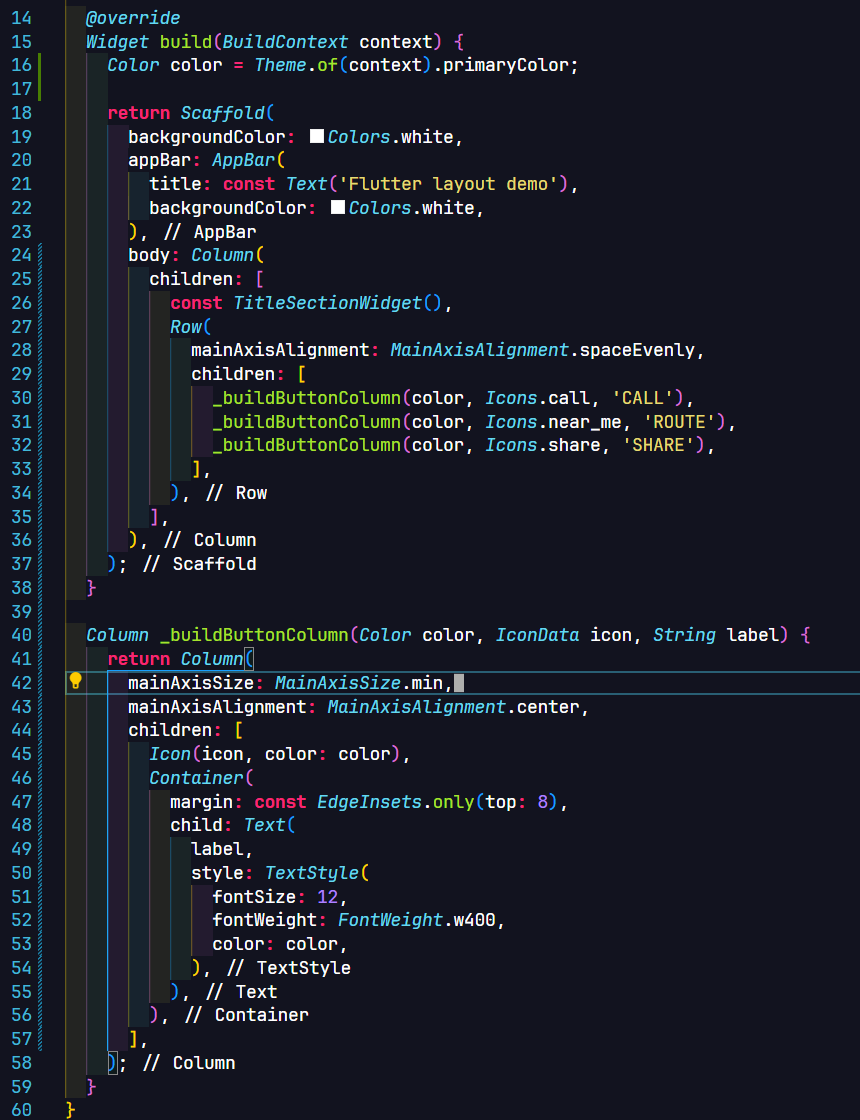 14 @override
15 Widget build(BuildContext context) {
16 Color color = Theme.of(context).primaryColor;
17
18 return Scaffold(
19 backgroundColor: Colors.white,
20 appBar: AppBar(
21 title: const Text('Flutter layout demo'),
22 backgroundColor: Colors.white,
23 ), // AppBar
24 body: Column(
25 children: [
26 const TitleSectionWidget(),
27 Row(
28 mainAxisAlignment: MainAxisAlignment.spaceEvenly,
29 children: [
30 _buildButtonColumn(color, Icons.call, 'CALL'),
31 _buildButtonColumn(color, Icons.near_me, 'ROUTE'),
32 _buildButtonColumn(color, Icons.share, 'SHARE'),
33 ],
34 ), // Row
35 ],
36 ), // Column
37 ); // Scaffold
38 }
39
40 Column _buildButtonColumn(Color color, IconData icon, String label) {
41 return Column(
42 mainAxisSize: MainAxisSize.min,
43 mainAxisAlignment: MainAxisAlignment.center,
44 children: [
45 Icon(icon, color: color),
46 Container(
47 margin: const EdgeInsets.only(top: 8),
48 child: Text(
49 label,
50 style: TextStyle(
51 fontSize: 12,
52 fontWeight: FontWeight.w400,
53 color: color,
54 ), // TextStyle
55 ), // Text
56 ), // Container
57 ],
58 ); // Column
59 }
60 }